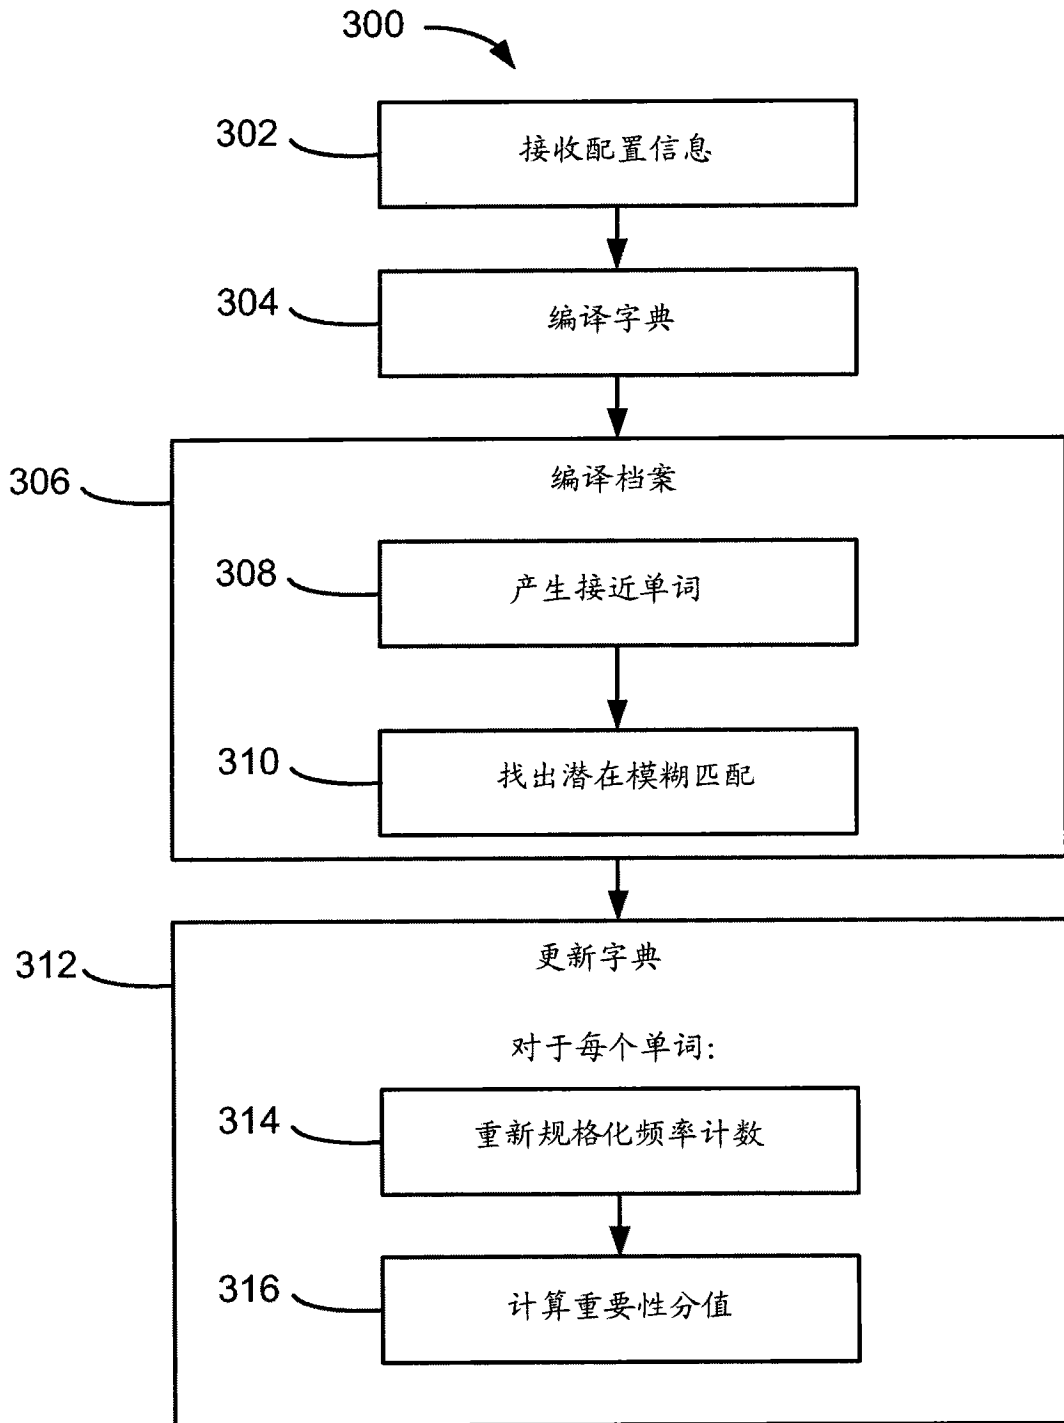 300
302
接收配置信息
304
编译字典
306
编译档案
308
产生接近单词
310
找出潜在模糊匹配
312
更新字典
对于每个单词:
314
重新规格化频率计数
316
计算重要性分值